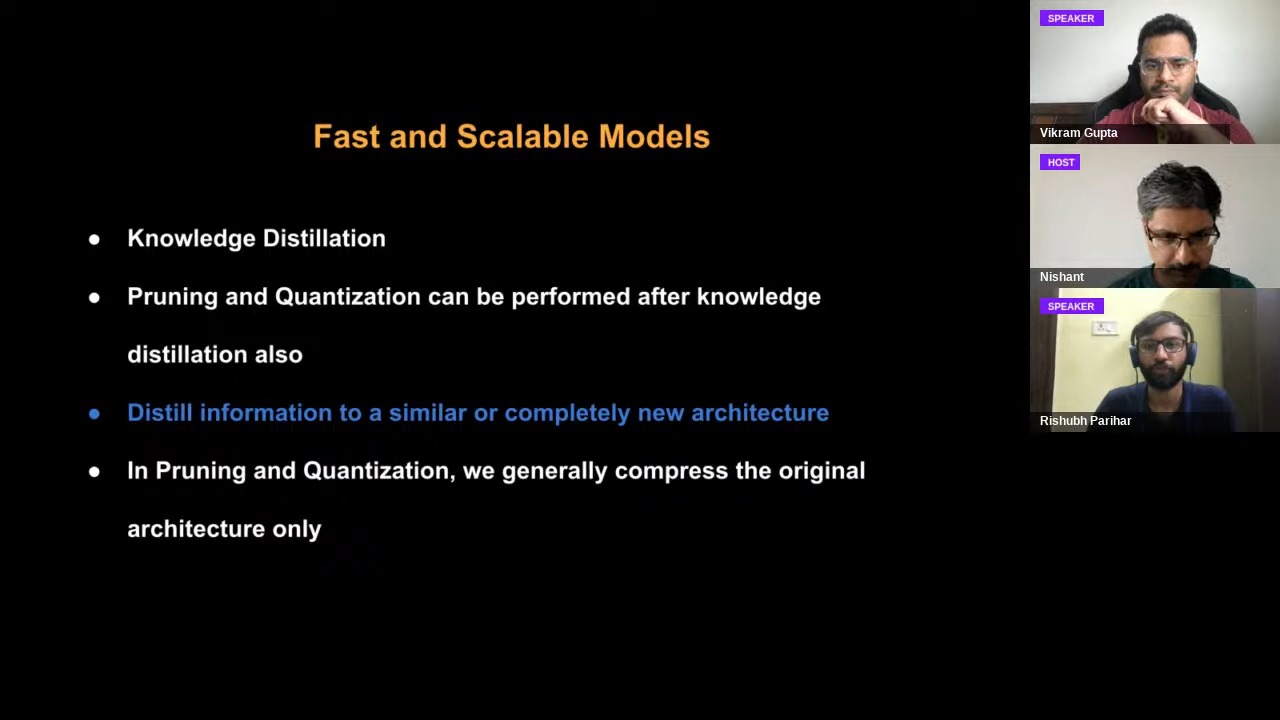 Fast and Scalable Models
● Knowledge Distillation
● Pruning and Quantization can be performed after knowledge
distillation also
● Distill information to a similar or completely new architecture
● In Pruning and Quantization, we generally compress the original
architecture only
SPEAKER
Vikram Gupta
HOST
Nishant
SPEAKER
Rishubh Parihar